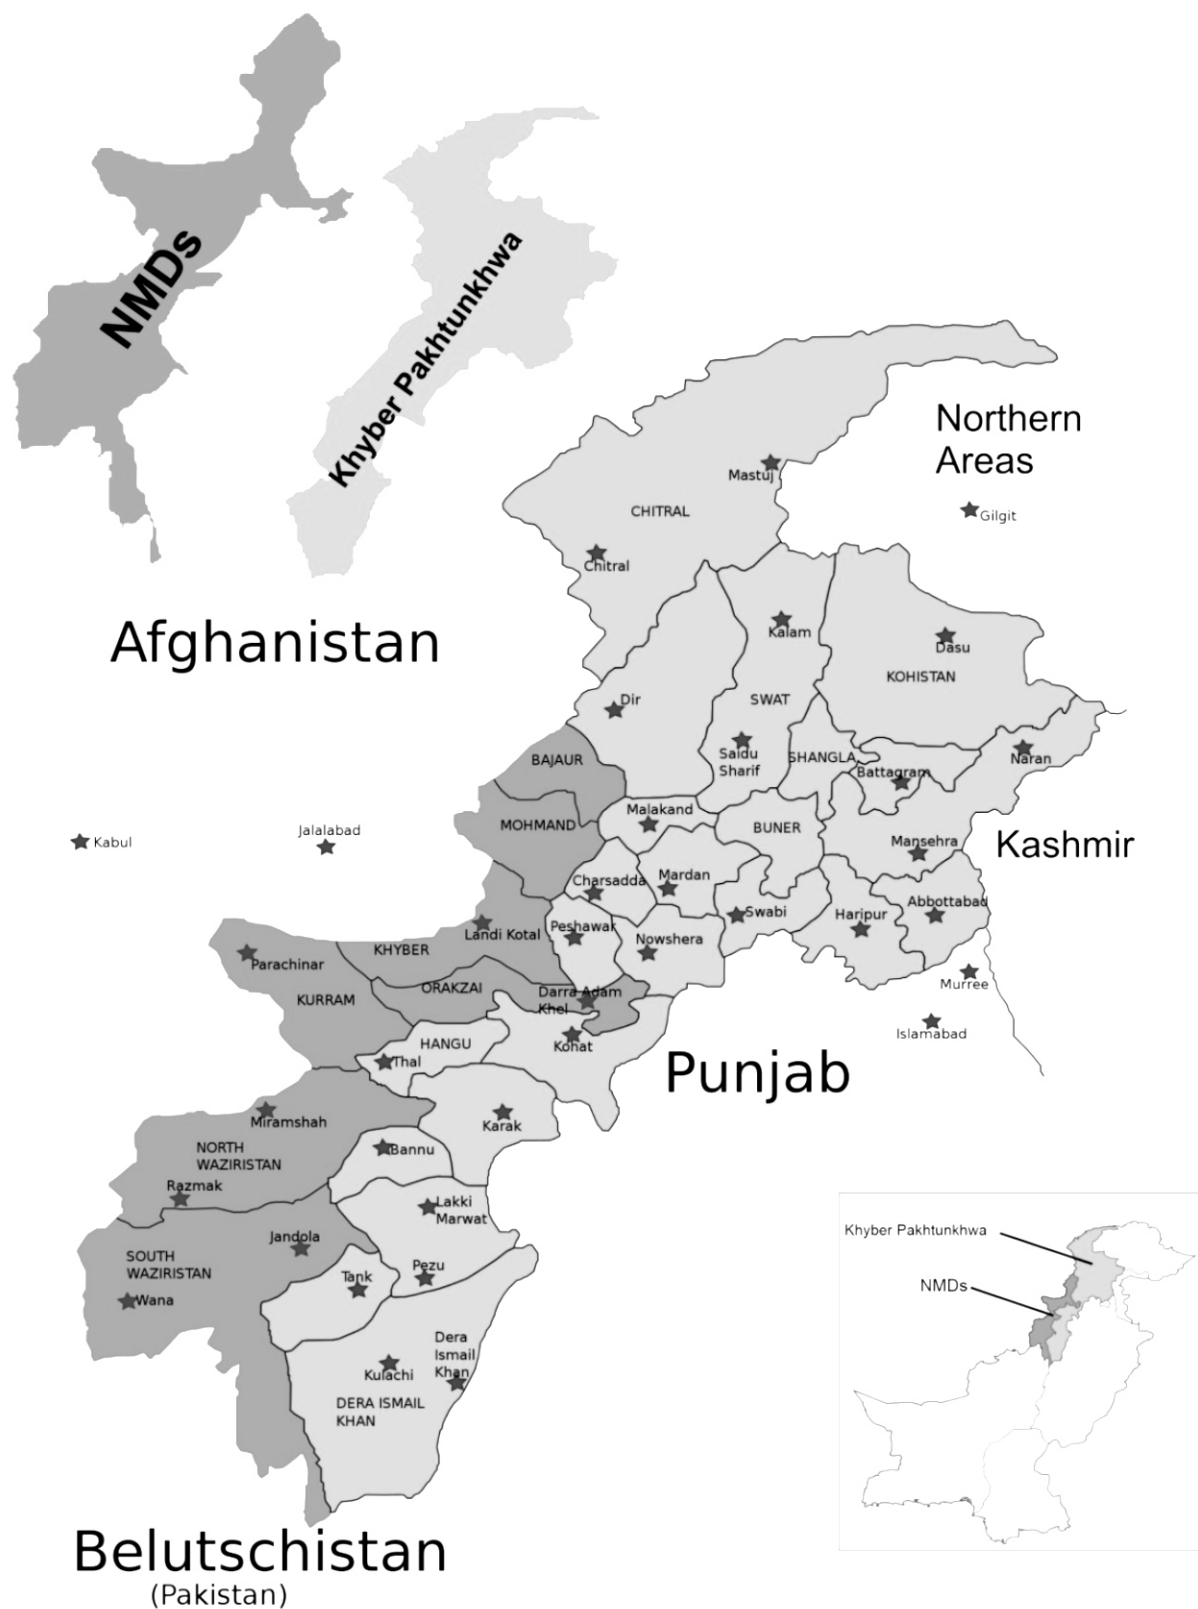 NMDs
Khyber Pakhtunkhwa
Northern
Areas
Gilgit
Mastuj
CHITRAL
Chitral
Afghanistan
Kalam
Dasu
KOHISTAN
Dir
SWAT
Saidu
Sharif
SHANGLA
Naran
Battagram
BAJAUR
MOHMAND
Malakand
BUNER
Kashmir
Mansehra
Kabul
Jalalabad
Charsadda
Mardan
Swabi
Haripur
Abbottabad
Landi Kotal
Peshawar
Nowshera
KHYBER
Parachinar
KURRAM
ORAKZAI
Darra Adam
Khel
Murree
Islamabad
HANGU
Thal
Kohat
Punjab
Miramshah
Karak
NORTH
WAZIRISTAN
Bannu
Razmak
Lakki
Marwat
Jandola
SOUTH
WAZIRISTAN
Wana
Tank
Pezu
Kulachi
Dera
Ismail
Khan
DERA ISMAIL
KHAN
Khyber Pakhtunkhwa
NMDs
Belutschistan
(Pakistan)